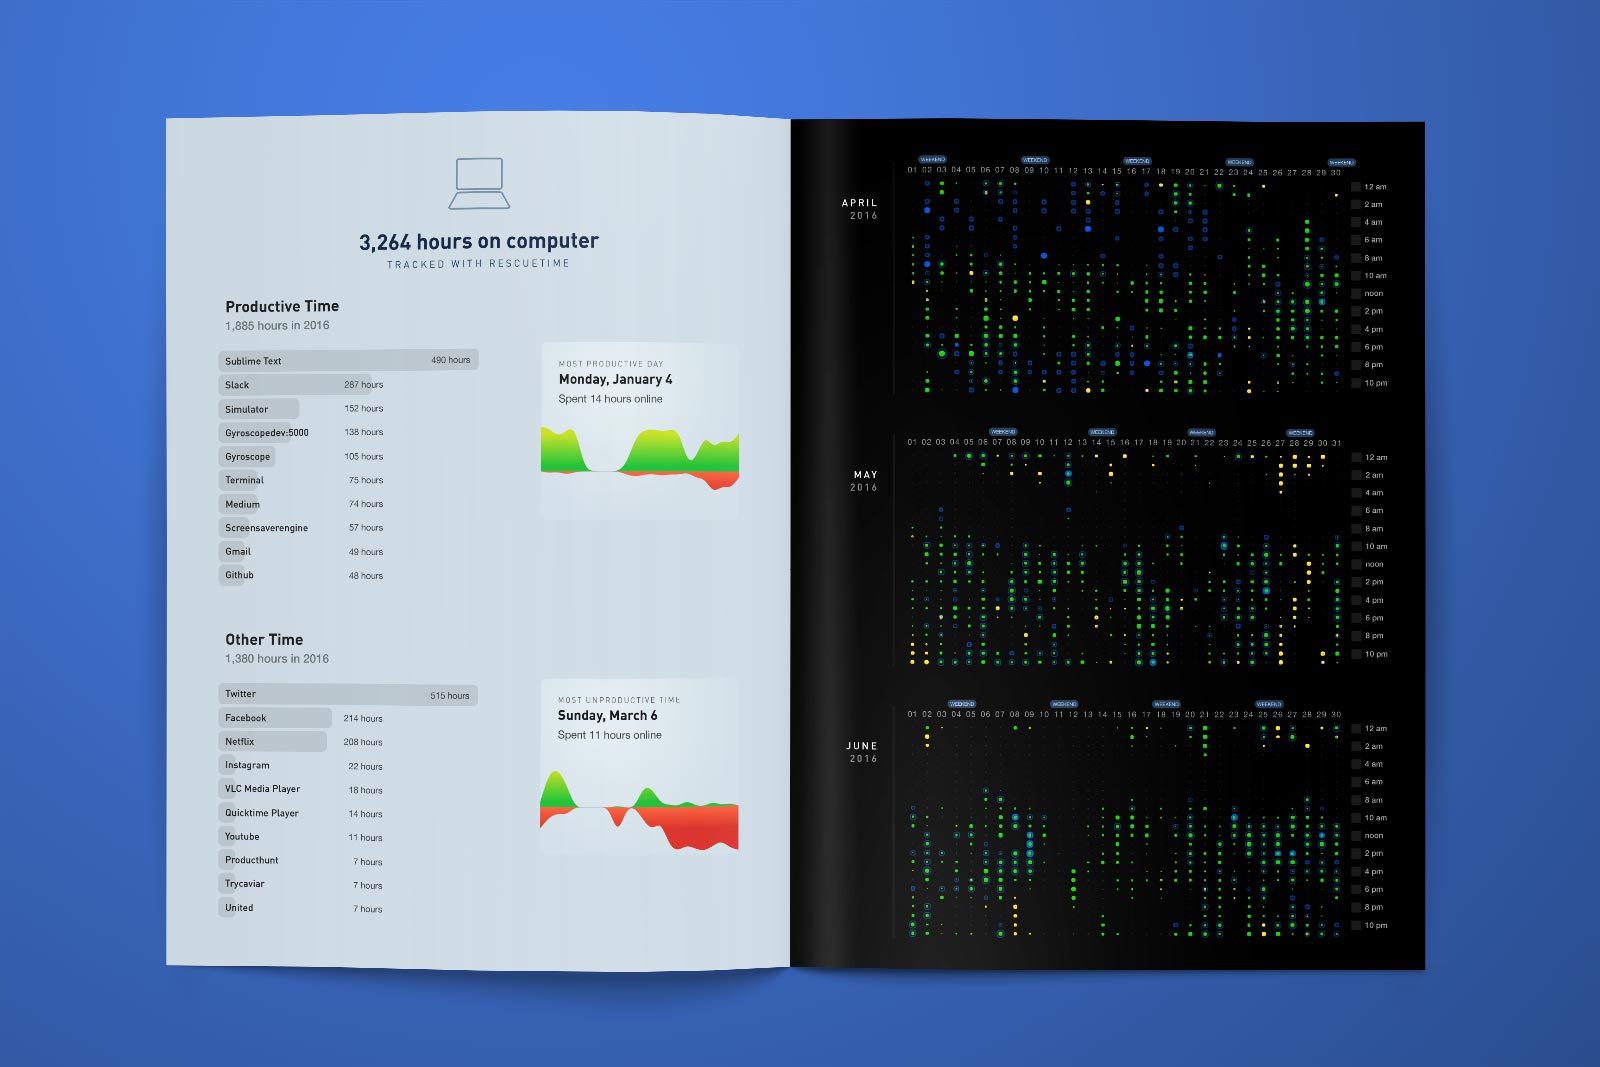 3,264 hours on computer
TRACKED WITH RESCUETIME
Productive Time
1,885 hours in 2016
Sublime Text 490 hours
Slack 287 hours
Simulator 152 hours
Gyroscopedev:5000 138 hours
Gyroscope 105 hours
Terminal 75 hours
Medium 74 hours
Screensaverengine 57 hours
Gmail 49 hours
Github 48 hours
MOST PRODUCTIVE DAY
Monday, January 4
Spent 14 hours online
Other Time
1,380 hours in 2016
Twitter 515 hours
Facebook 214 hours
Netflix 208 hours
Instagram 22 hours
VLC Media Player 18 hours
Quicktime Player 14 hours
Youtube 11 hours
Producthunt 7 hours
Trycaviar 7 hours
United 7 hours
MOST UNPRODUCTIVE TIME
Sunday, March 6
Spent 11 hours online
WEEKEND WEEKEND WEEKEND WEEKEND WEEKEND
01 02 03 04 05 06 07 08 09 10 11 12 13 14 15 16 17 18 19 20 21 22 23 24 25 26 27 28 29 30
APRIL
2016
12 am
2 am
4 am
6 am
8 am
10 am
noon
2 pm
4 pm
6 pm
8 pm
10 pm
WEEKEND WEEKEND WEEKEND WEEKEND
01 02 03 04 05 06 07 08 09 10 11 12 13 14 15 16 17 18 19 20 21 22 23 24 25 26 27 28 29 30 31
MAY
2016
12 am
2 am
4 am
6 am
8 am
10 am
noon
2 pm
4 pm
6 pm
8 pm
10 pm
WEEKEND WEEKEND WEEKEND WEEKEND
01 02 03 04 05 06 07 08 09 10 11 12 13 14 15 16 17 18 19 20 21 22 23 24 25 26 27 28 29 30
JUNE
2016
12 am
2 am
4 am
6 am
8 am
10 am
noon
2 pm
4 pm
6 pm
8 pm
10 pm